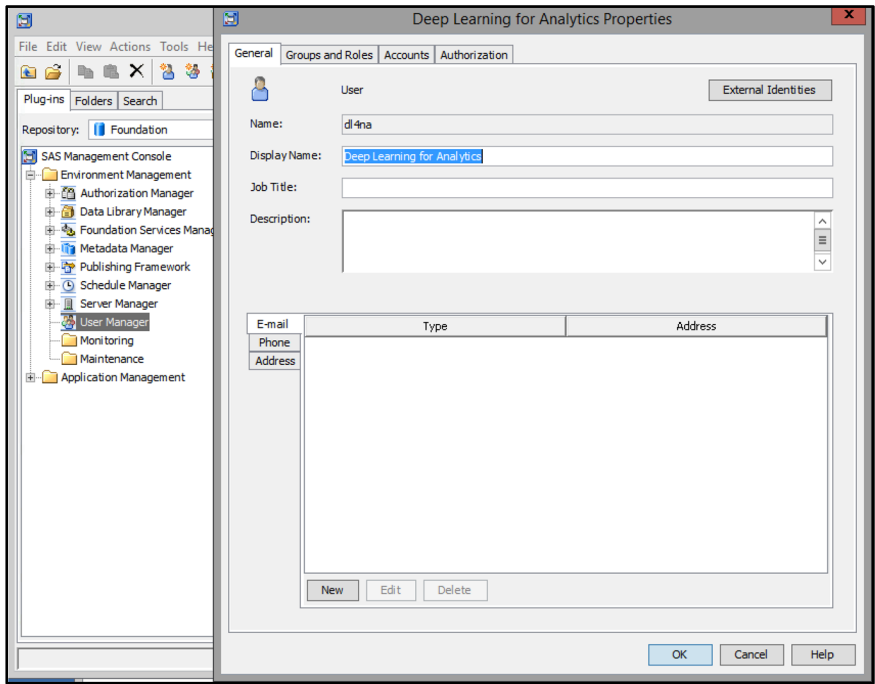 Deep Learning for Analytics Properties
File Edit View Actions Tools He
Plug-ins Folders Search
Repository: Foundation
SAS Management Console
Environment Management
Authorization Manager
Data Library Manager
Foundation Services Manag
Metadata Manager
Publishing Framework
Schedule Manager
Server Manager
User Manager
Monitoring
Maintenance
Application Management
General Groups and Roles Accounts Authorization
User External Identities
Name: dl4na
Display Name: Deep Learning for Analytics
Job Title:
Description:
E-mail Type Address
Phone
Address
New Edit Delete
OK Cancel Help